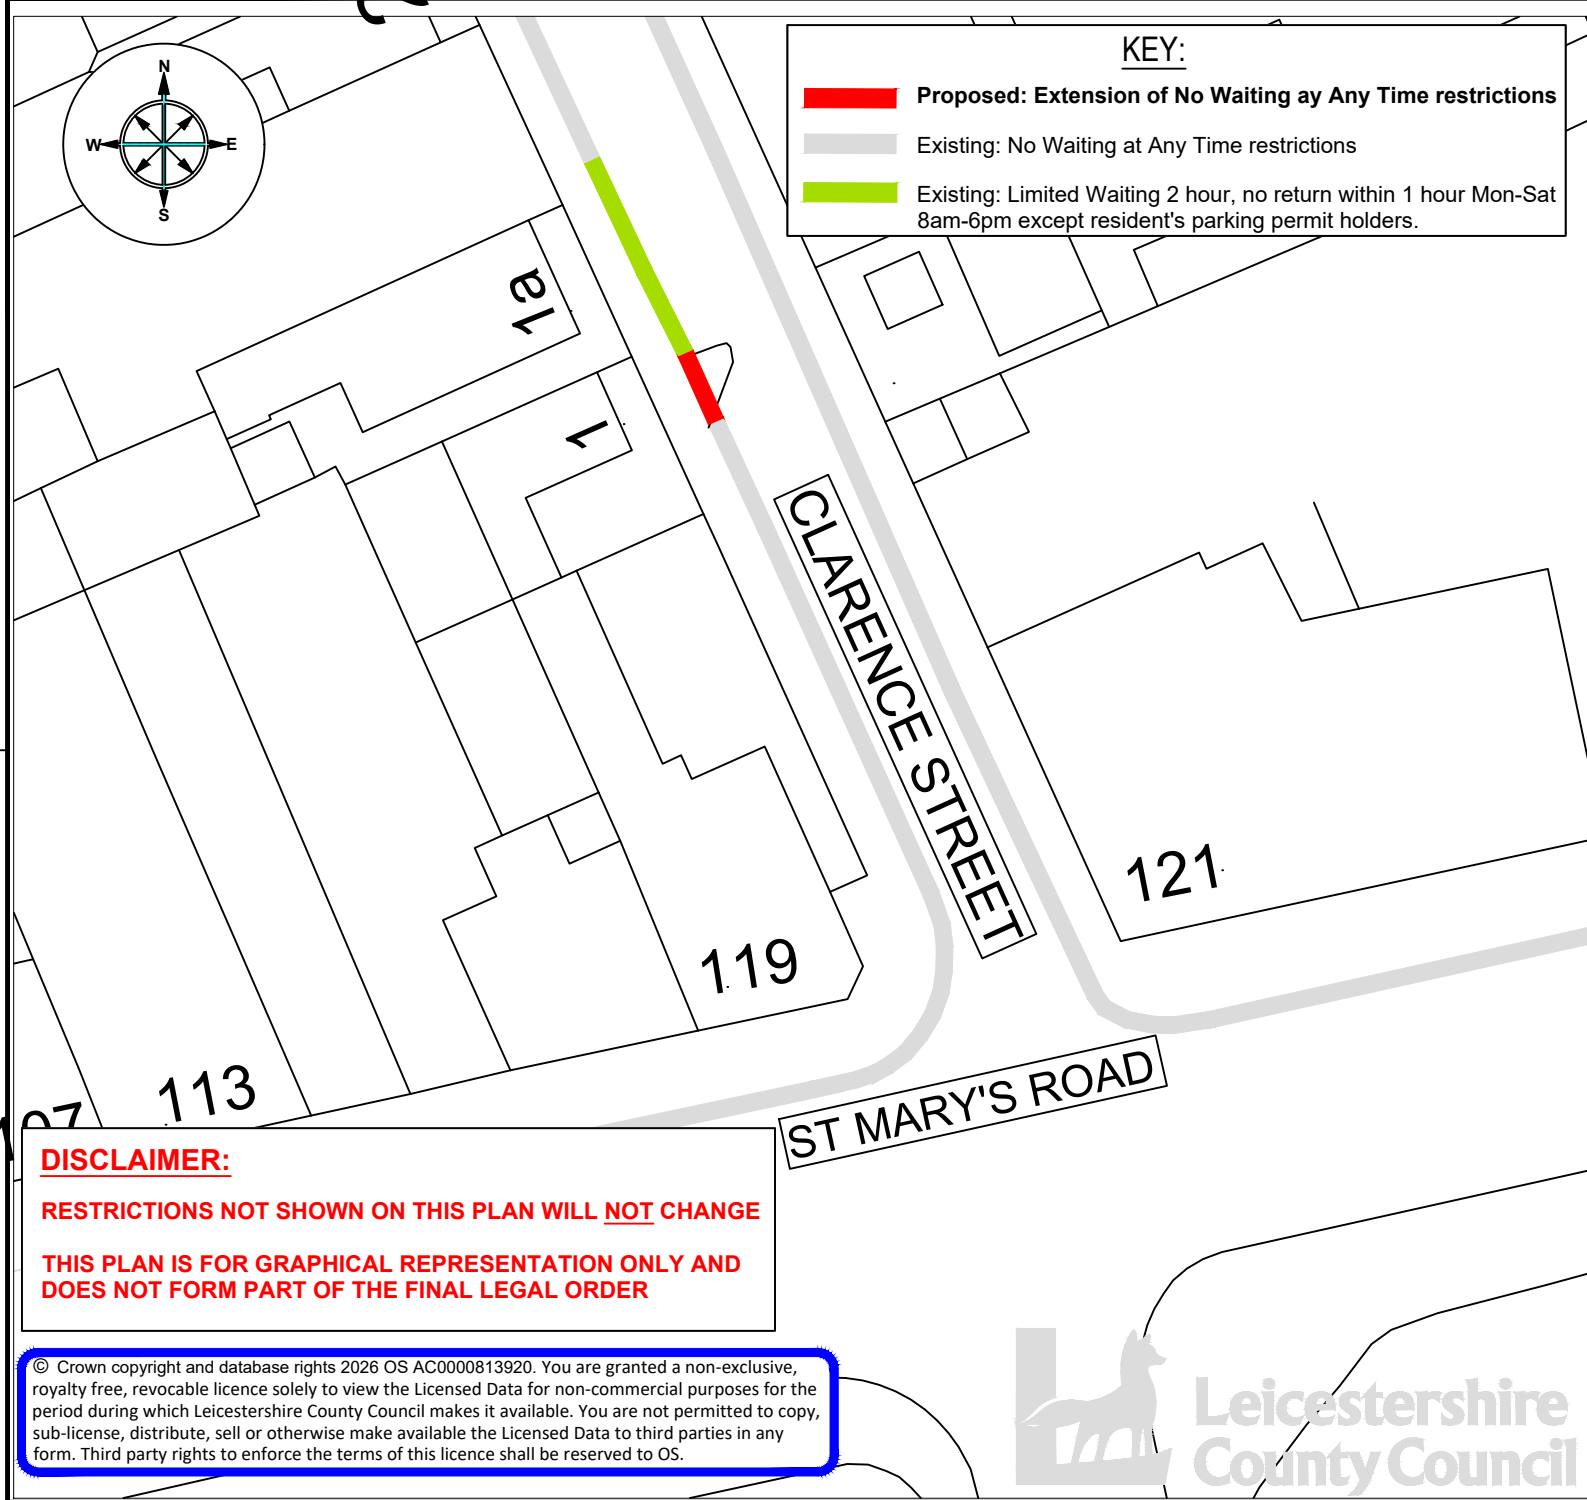 N
W
E
S
KEY:
Proposed: Extension of No Waiting ay Any Time restrictions
Existing: No Waiting at Any Time restrictions
Existing: Limited Waiting 2 hour, no return within 1 hour Mon-Sat
8am-6pm except resident's parking permit holders.
1a
1
CLARENCE STREET
121
119
113
107
ST MARY'S ROAD
DISCLAIMER:
RESTRICTIONS NOT SHOWN ON THIS PLAN WILL NOT CHANGE
THIS PLAN IS FOR GRAPHICAL REPRESENTATION ONLY AND
DOES NOT FORM PART OF THE FINAL LEGAL ORDER
© Crown copyright and database rights 2026 OS AC0000813920. You are granted a non-exclusive,
royalty free, revocable licence solely to view the Licensed Data for non-commercial purposes for the
period during which Leicestershire County Council makes it available. You are not permitted to copy,
sub-license, distribute, sell or otherwise make available the Licensed Data to third parties in any
form. Third party rights to enforce the terms of this licence shall be reserved to OS.
Leicestershire
County Council